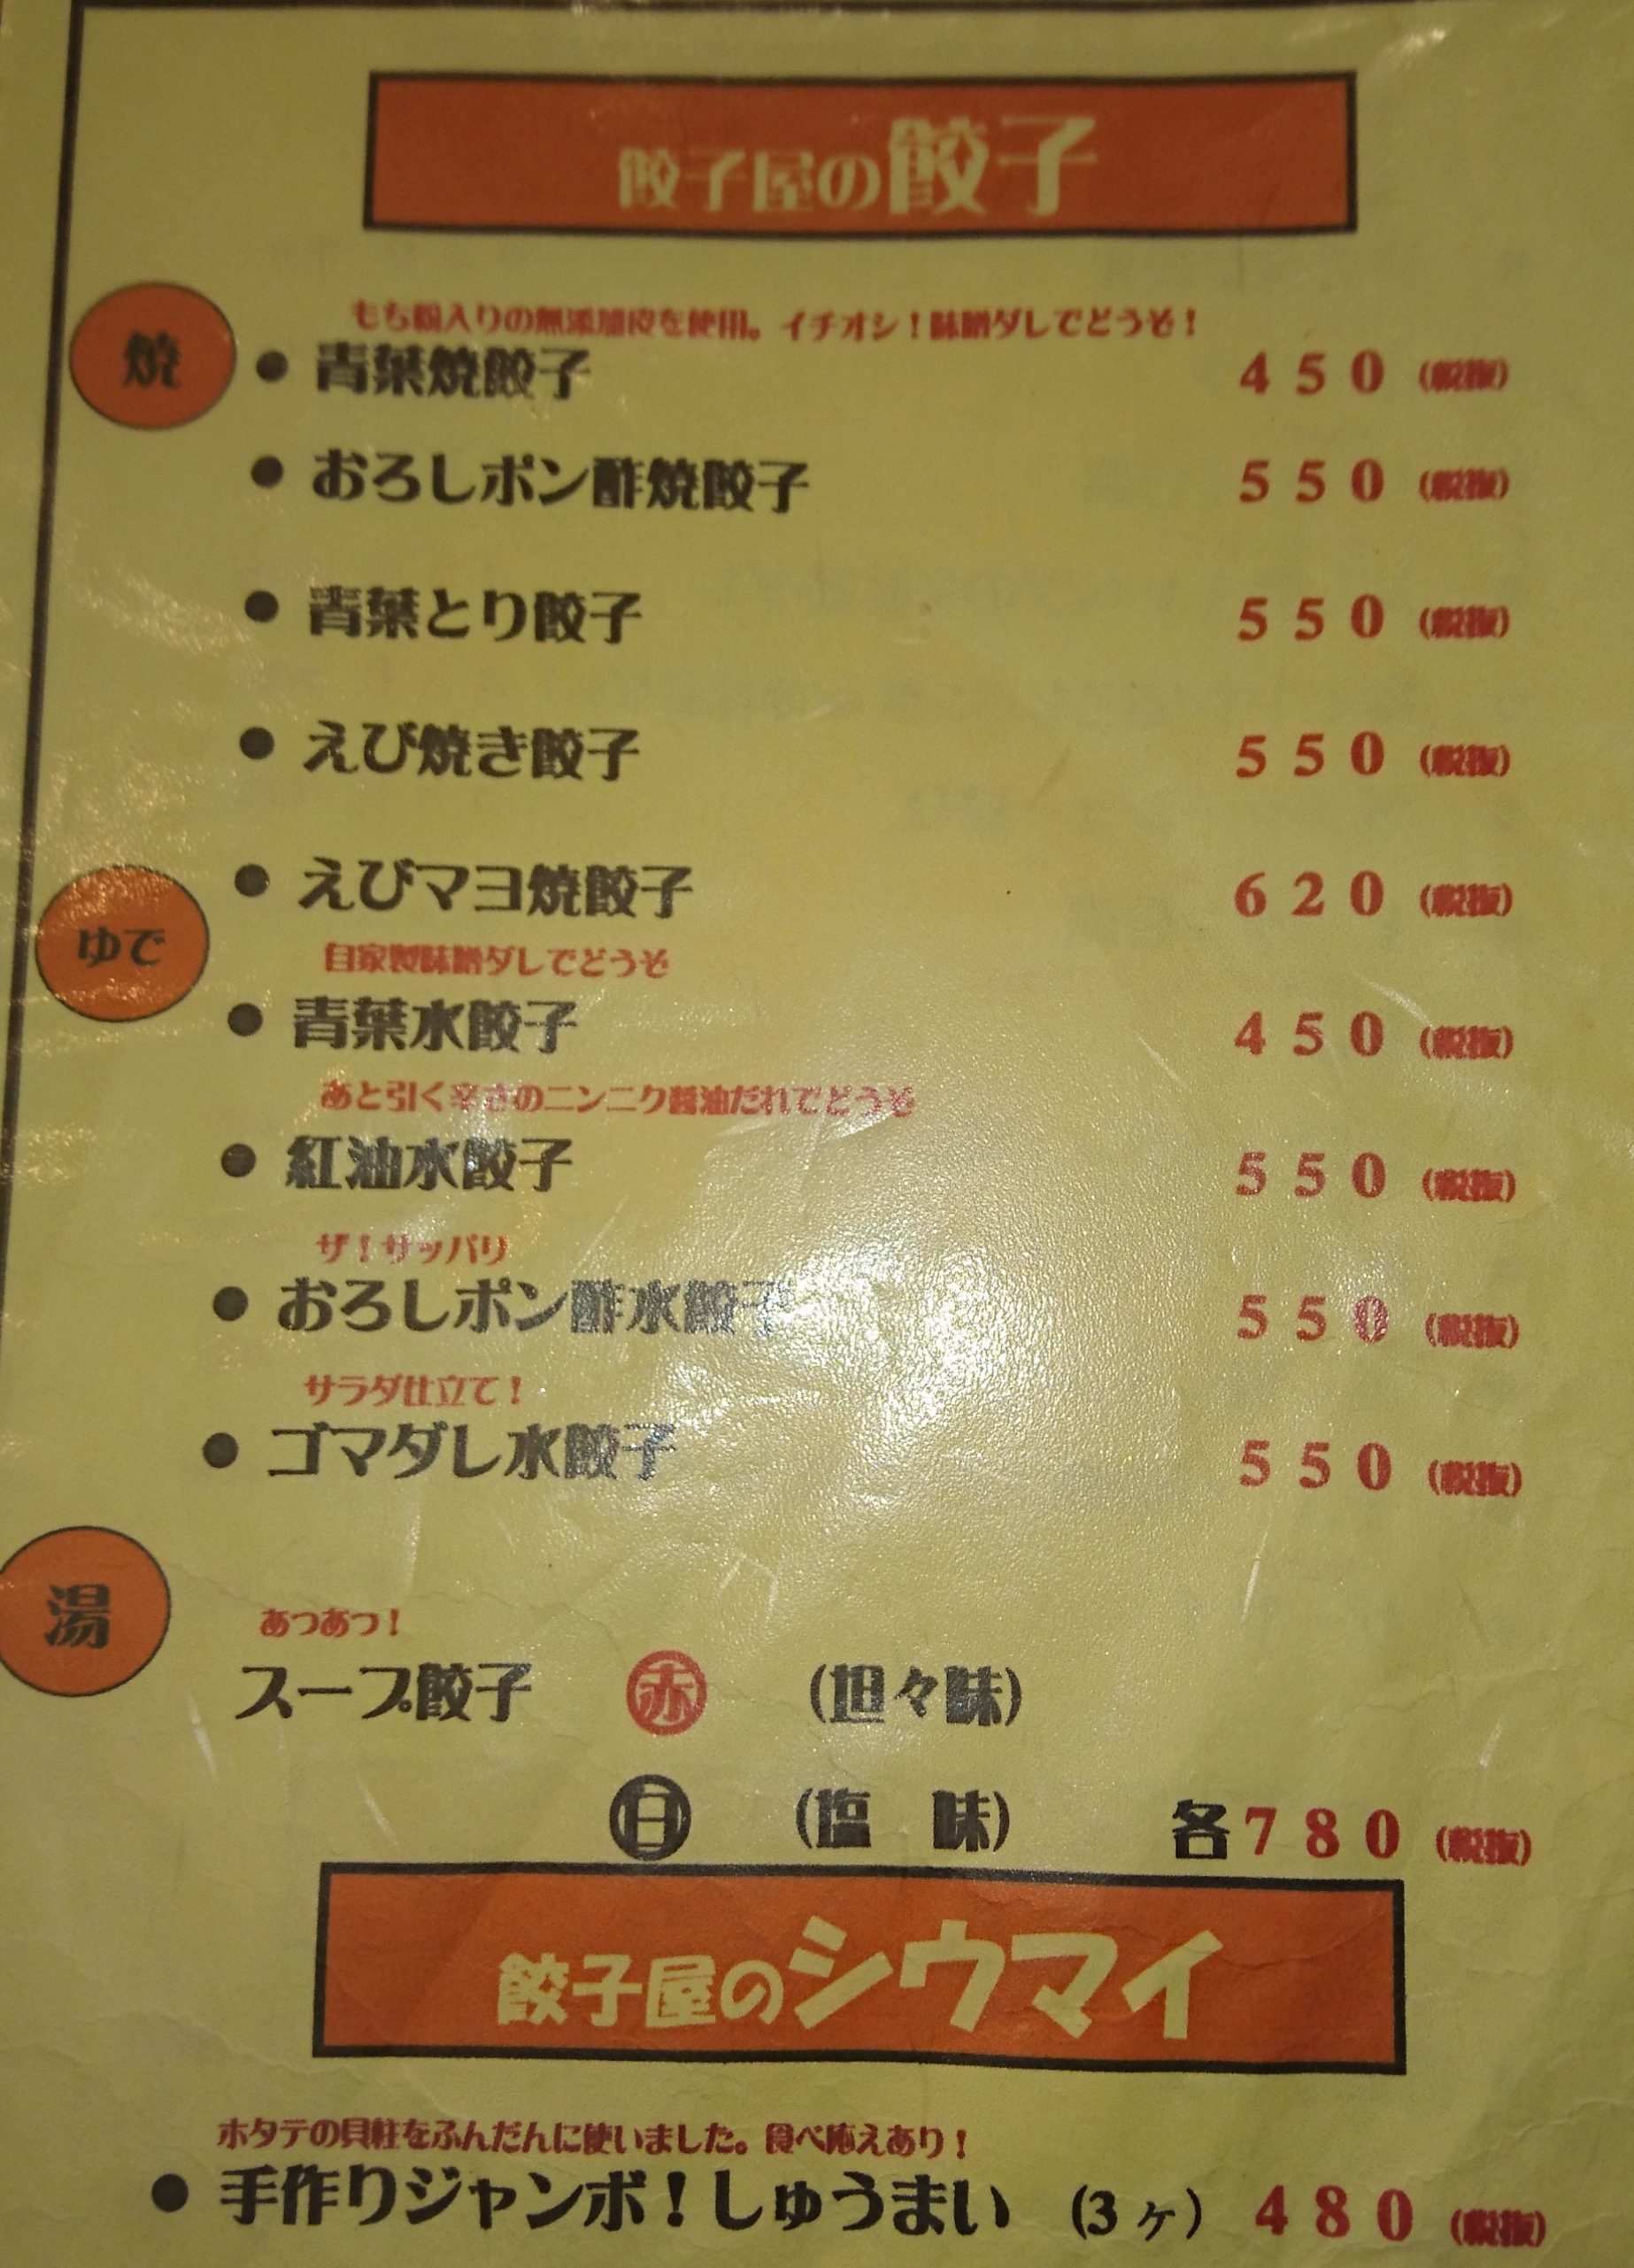 餃子屋の餃子
もち粉入りの無添加皮を使用。イチオシ！味噌ダレでどうぞ！
焼
● 青葉焼餃子 450 (税抜)
● おろしポン酢焼餃子 550 (税抜)
● 青葉とり餃子 550 (税抜)
● えび焼き餃子 550 (税抜)
● えびマヨ焼餃子 620 (税抜)
ゆで
自家製味噌ダレでどうぞ
● 青葉水餃子 450 (税抜)
あと引く辛さのニンニク醤油だれでどうぞ
● 紅油水餃子 550 (税抜)
ザ！サッパリ
● おろしポン酢水餃子 550 (税抜)
サラダ仕立て！
● ゴマダレ水餃子 550 (税抜)
湯
あつあつ！
スープ餃子 赤 (坦々味)
白 (塩 味) 各780 (税抜)
餃子屋のシウマイ
ホタテの貝柱をふんだんに使いました。食べ応えあり！
● 手作りジャンボ！しゅうまい (3ヶ) 480 (税抜)